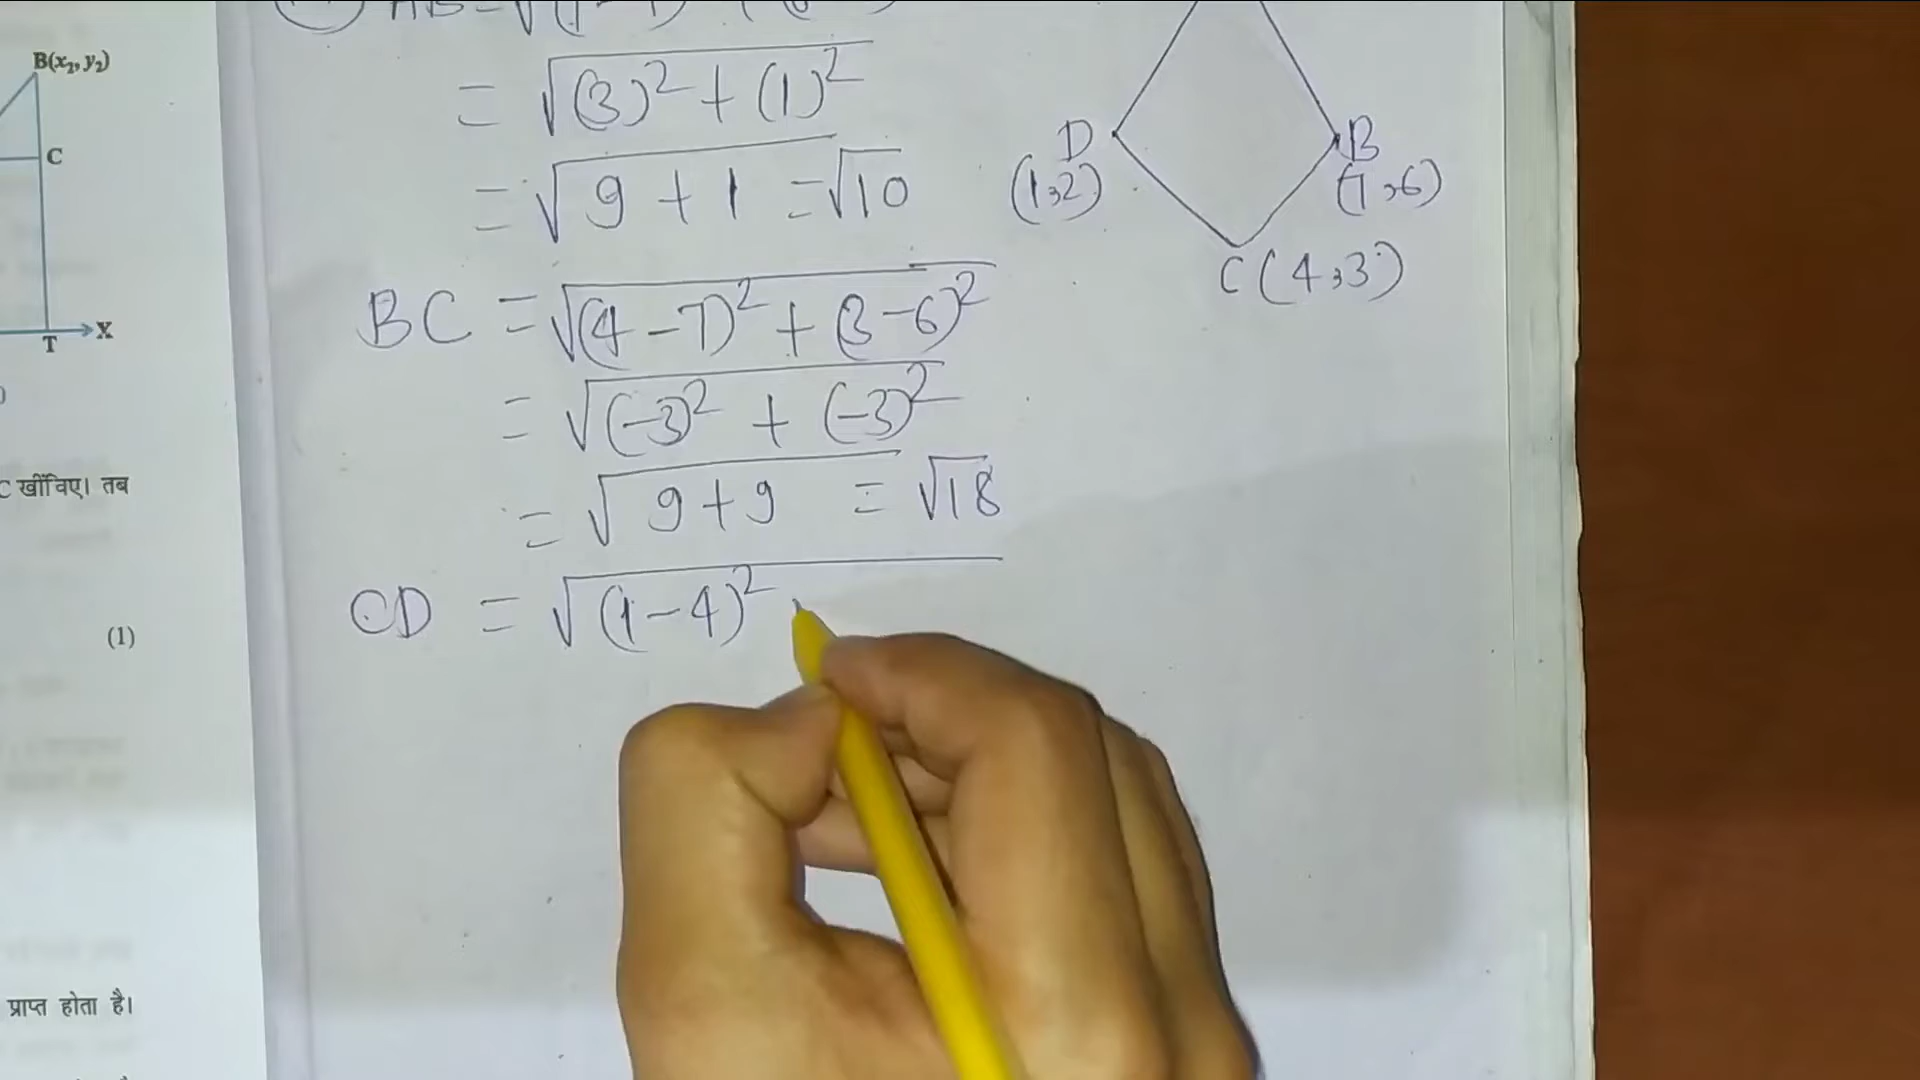 B(x₂, y₂)
C
X
T
C खींचिए। तब
(1)
प्राप्त होता है।
= √(3)² + (1)²
= √9 + 1 = √10
BC = √(4 - 7)² + (3 - 6)²
= √(-3)² + (-3)²
= √9 + 9 = √18
CD = √(1 - 4)²
D
(1,2)
B
(7,6)
C (4,3)